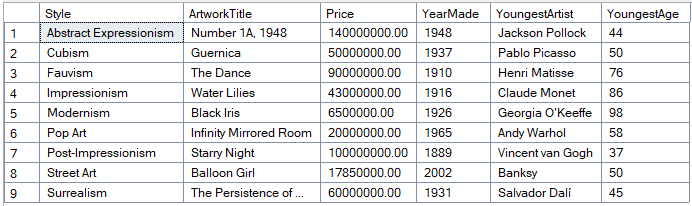 Style ArtworkTitle Price YearMade YoungestArtist YoungestAge
1 Abstract Expressionism Number 1A, 1948 140000000.00 1948 Jackson Pollock 44
2 Cubism Guernica 50000000.00 1937 Pablo Picasso 50
3 Fauvism The Dance 90000000.00 1910 Henri Matisse 76
4 Impressionism Water Lilies 43000000.00 1916 Claude Monet 86
5 Modernism Black Iris 6500000.00 1926 Georgia O'Keeffe 98
6 Pop Art Infinity Mirrored Room 20000000.00 1965 Andy Warhol 58
7 Post-Impressionism Starry Night 100000000.00 1889 Vincent van Gogh 37
8 Street Art Balloon Girl 17850000.00 2002 Banksy 50
9 Surrealism The Persistence of ... 60000000.00 1931 Salvador Dalí 45